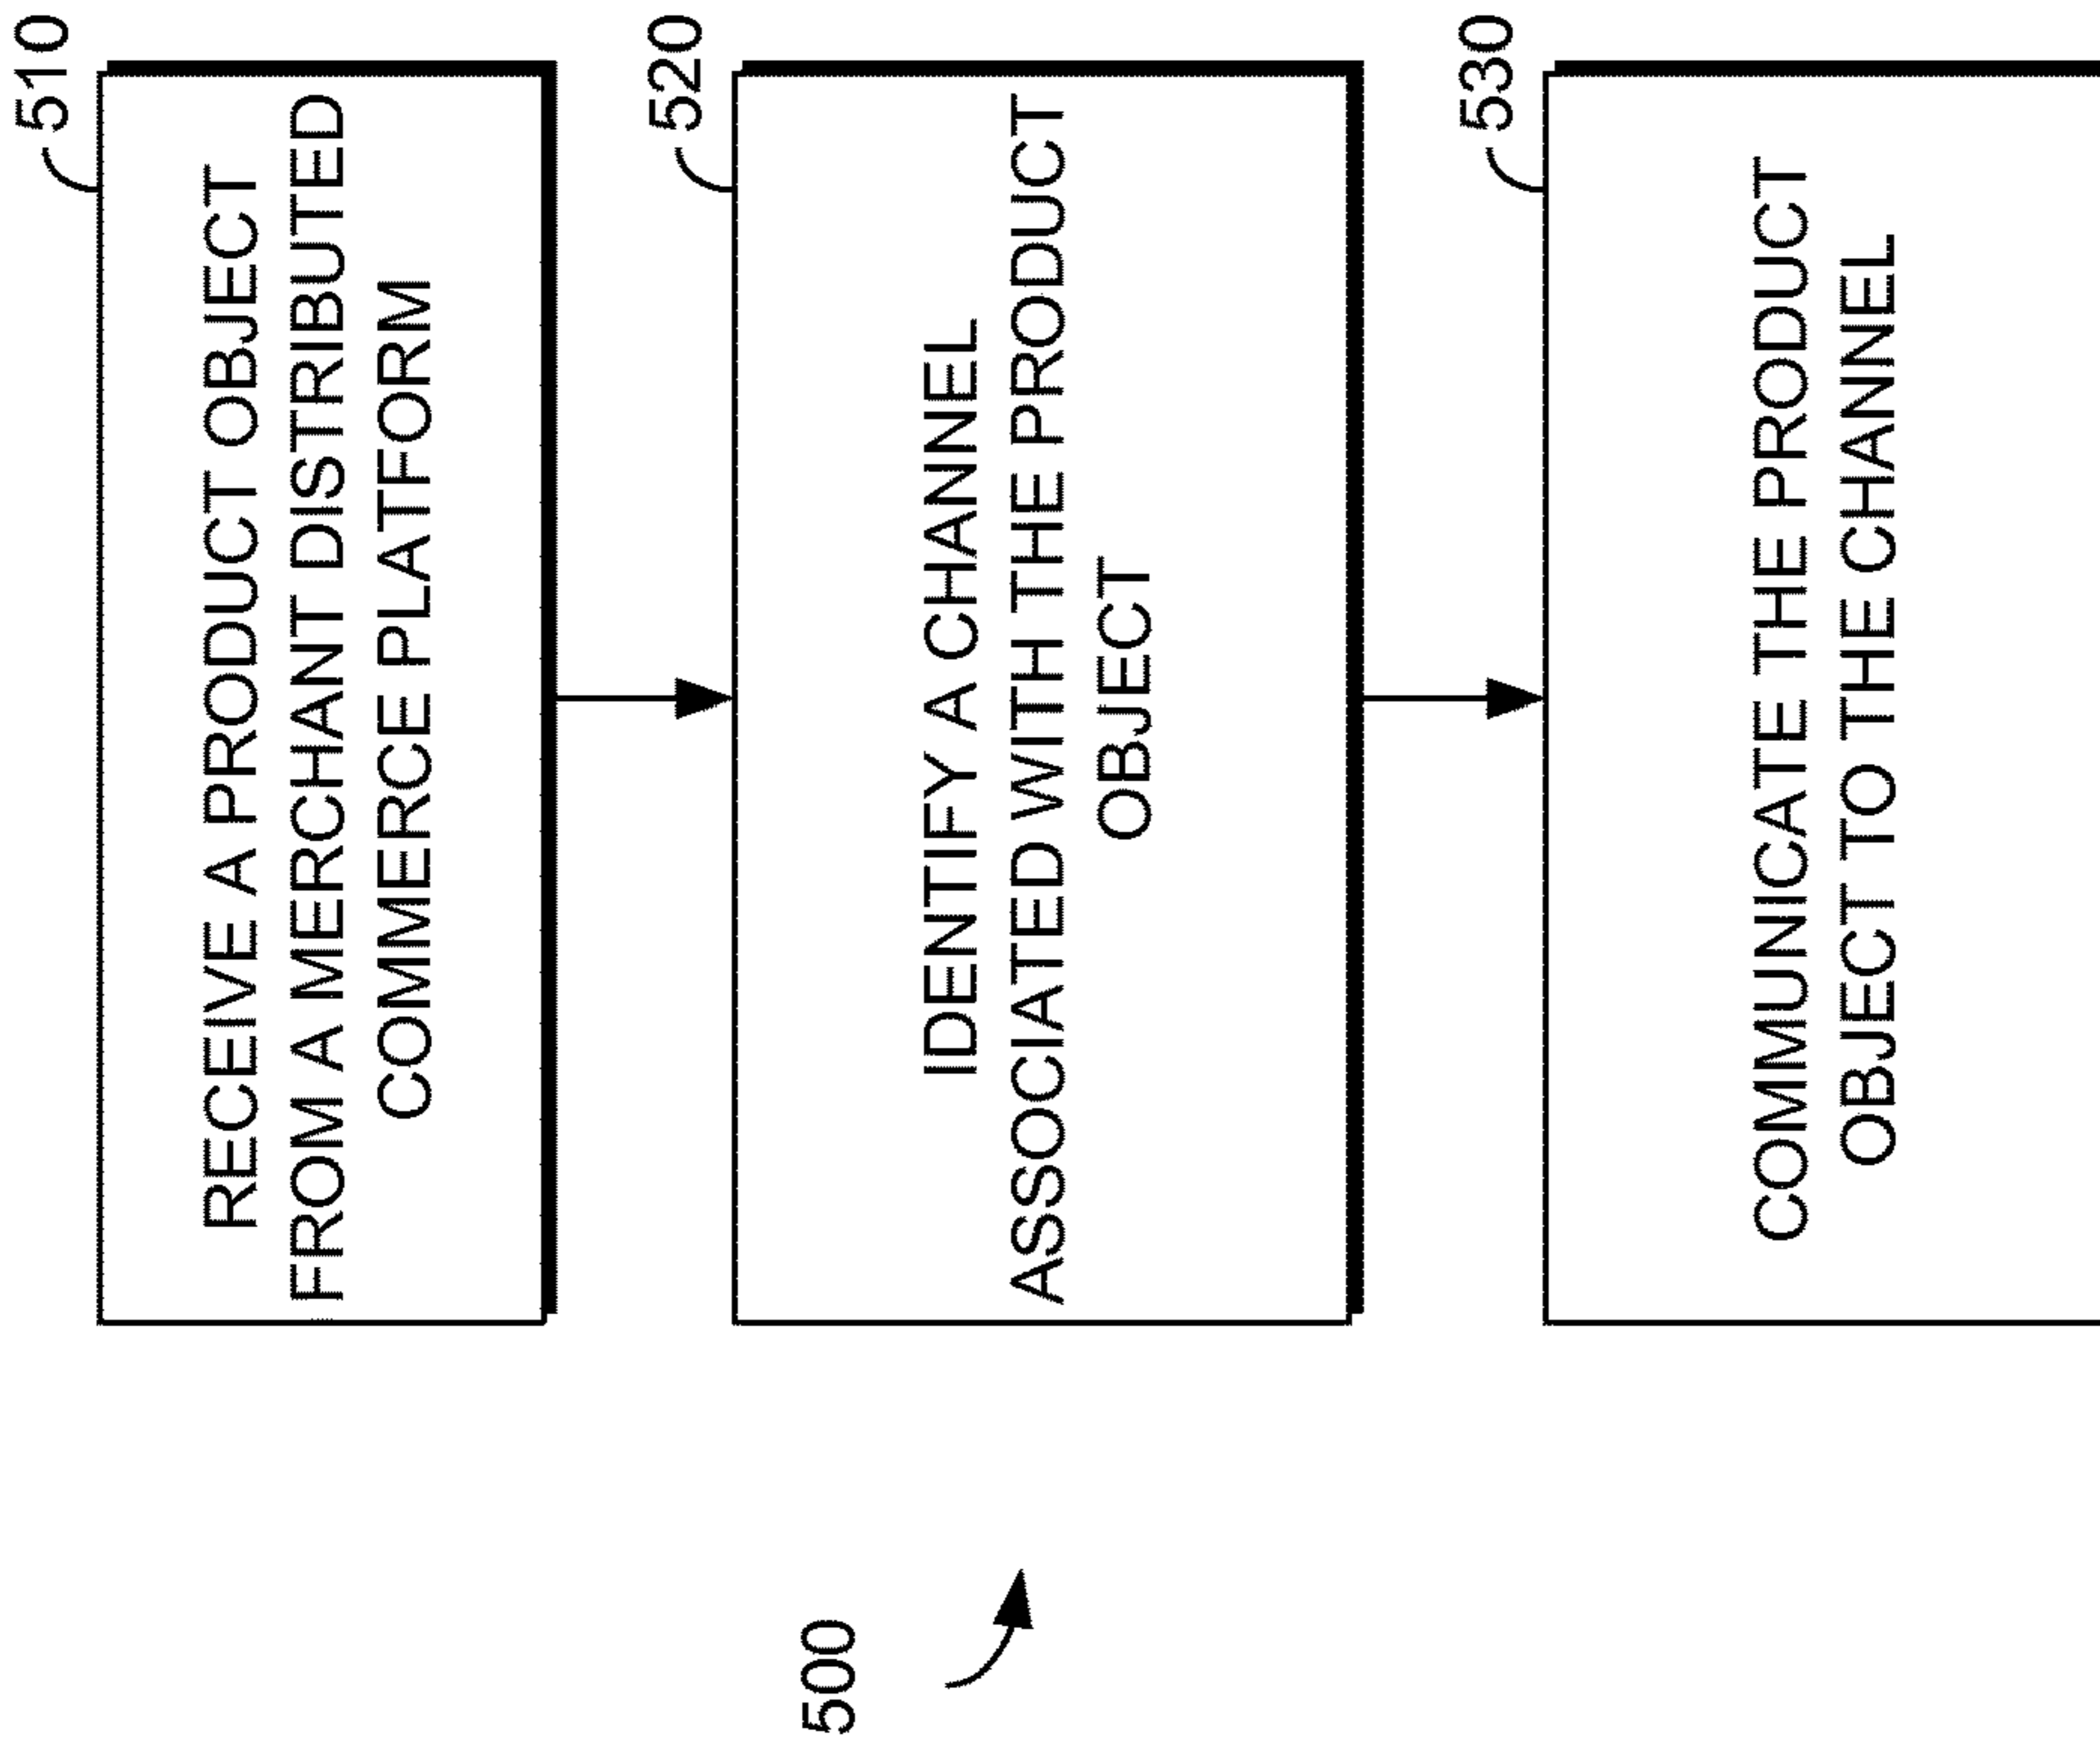 500
510
RECEIVE A PRODUCT OBJECT
FROM A MERCHANT DISTRIBUTED
COMMERCE PLATFORM
520
IDENTIFY A CHANNEL
ASSOCIATED WITH THE PRODUCT
OBJECT
530
COMMUNICATE THE PRODUCT
OBJECT TO THE CHANNEL